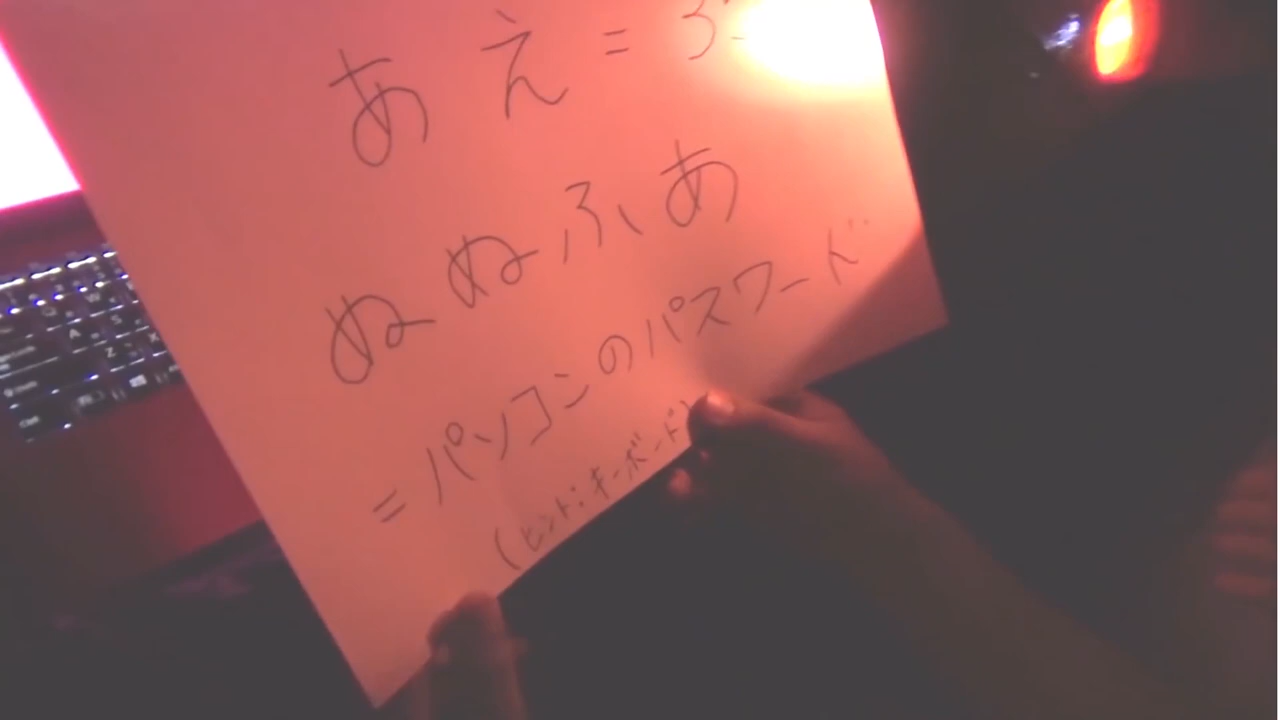 あえ=
ぬぬふあ
=パソコンのパスワード
(ヒント:キーボード)